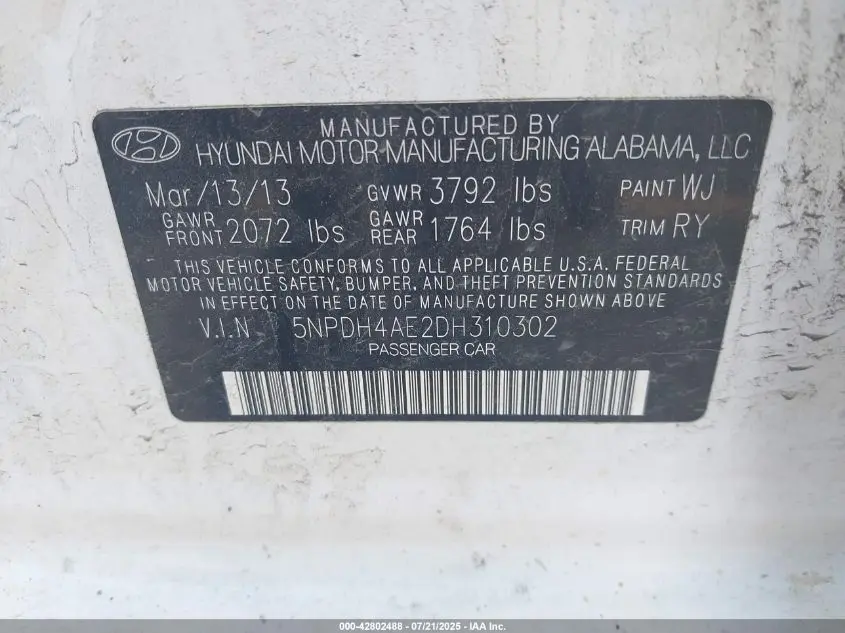 MANUFACTURED BY
HYUNDAI MOTOR MANUFACTURING ALABAMA, LLC
Mar/13/13 GVWR 3792 lbs PAINT WJ
GAWR FRONT 2072 lbs GAWR REAR 1764 lbs TRIM RY
THIS VEHICLE CONFORMS TO ALL APPLICABLE U.S.A. FEDERAL
MOTOR VEHICLE SAFETY, BUMPER, AND THEFT PREVENTION STANDARDS
IN EFFECT ON THE DATE OF MANUFACTURE SHOWN ABOVE
V.I.N 5NPDH4AE2DH310302
PASSENGER CAR
000-42802488 - 07/21/2025 - IAA Inc.